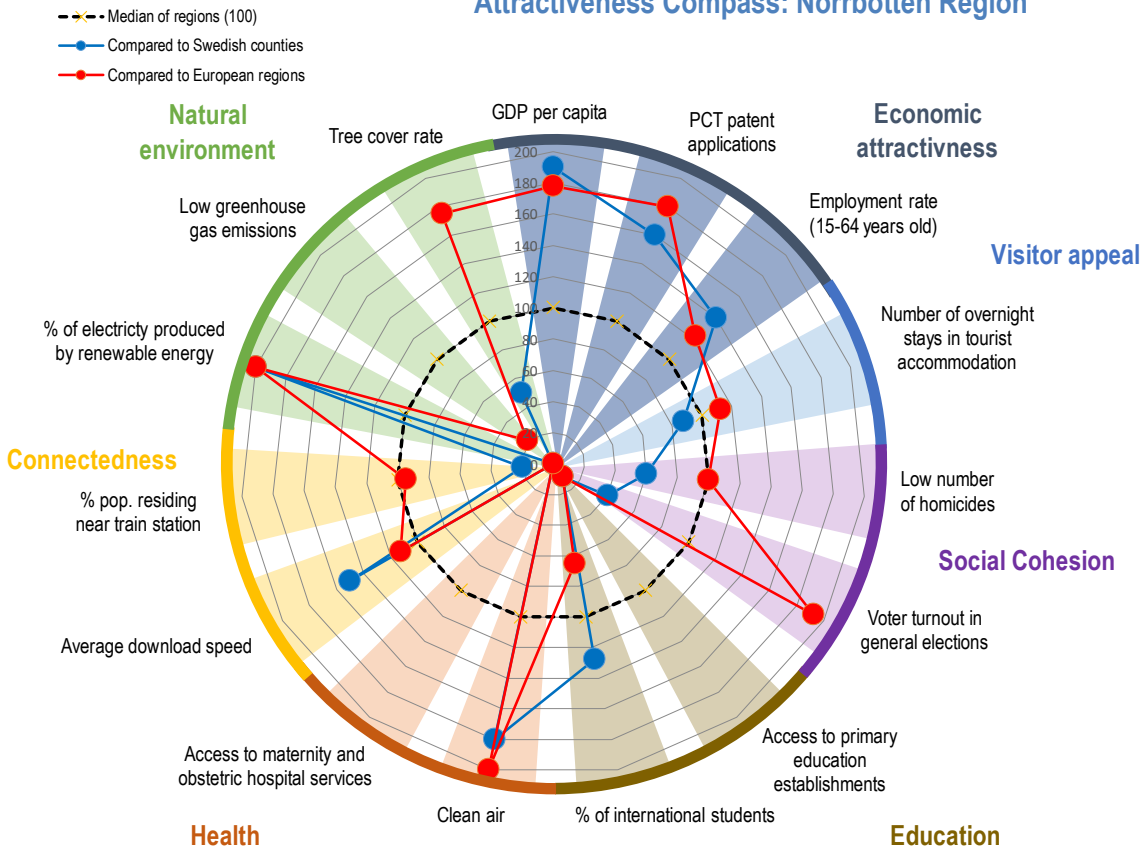 Attractiveness Compass: Norrbotten Region
Median of regions (100)
Compared to Swedish counties
Compared to European regions
Natural
environment
Tree cover rate
GDP per capita
PCT patent
applications
Economic
attractivness
Low greenhouse
gas emissions
Employment rate
(15-64 years old)
Visitor appeal
% of electricty produced
by renewable energy
Number of overnight
stays in tourist
accommodation
200
180
160
140
120
100
80
60
40
20
0
Connectedness
% pop. residing
near train station
Low number
of homicides
Social Cohesion
Average download speed
Voter turnout in
general elections
Access to maternity and
obstetric hospital services
Access to primary
education
establishments
Clean air
% of international students
Health
Education